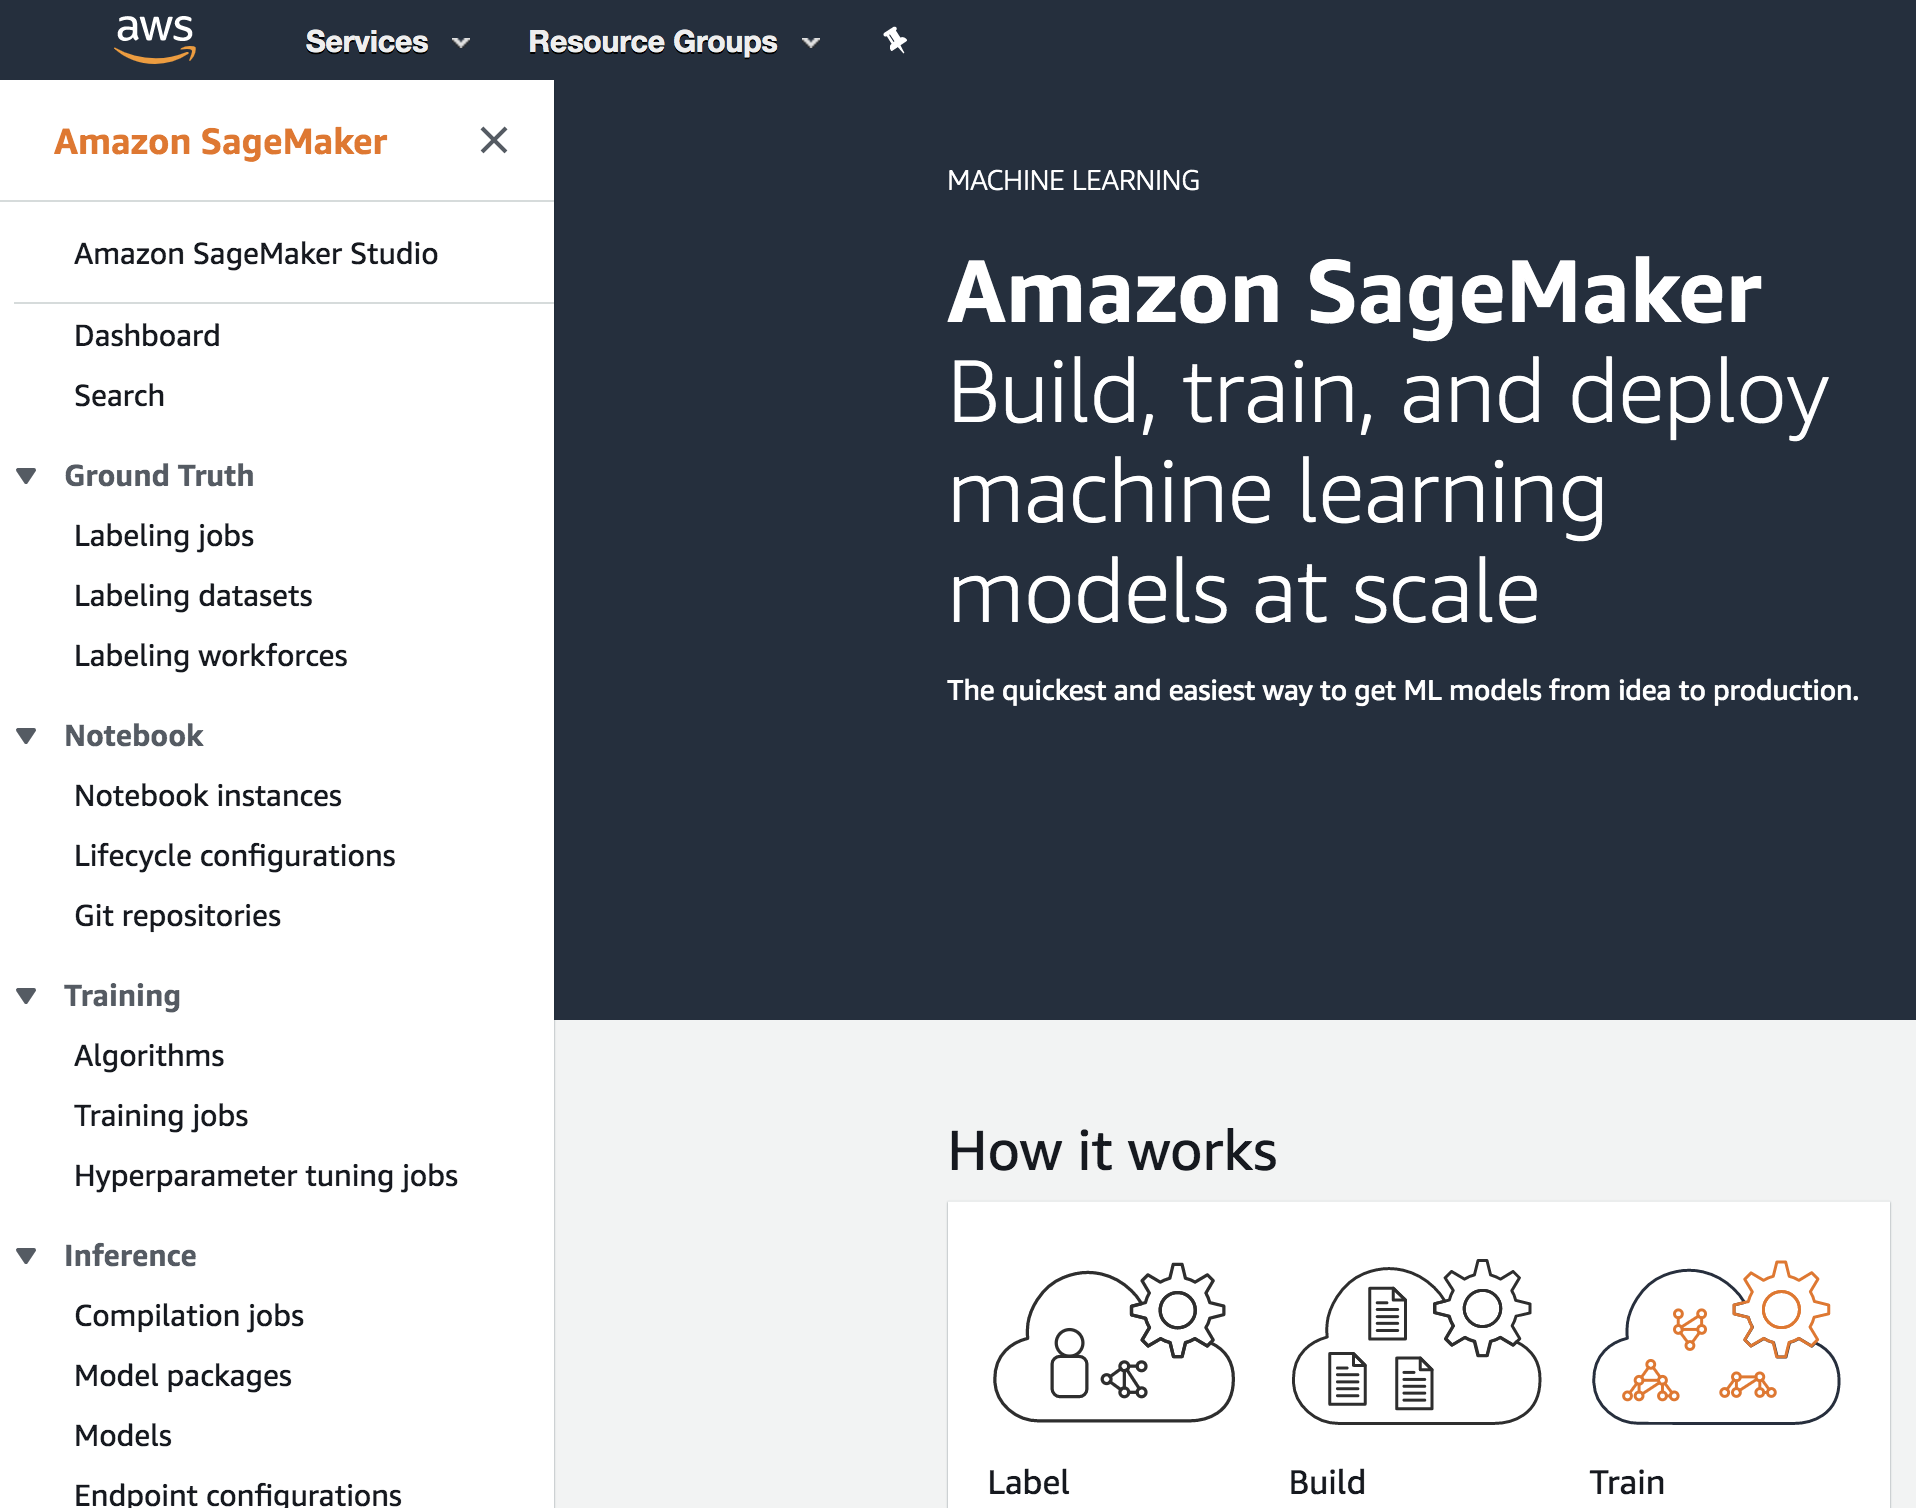 aws
Services
Resource Groups
Amazon SageMaker
Amazon SageMaker Studio
Dashboard
Search
Ground Truth
Labeling jobs
Labeling datasets
Labeling workforces
Notebook
Notebook instances
Lifecycle configurations
Git repositories
Training
Algorithms
Training jobs
Hyperparameter tuning jobs
Inference
Compilation jobs
Model packages
Models
Endpoint configurations
MACHINE LEARNING
Amazon SageMaker
Build, train, and deploy
machine learning
models at scale
The quickest and easiest way to get ML models from idea to production.
How it works
Label
Build
Train